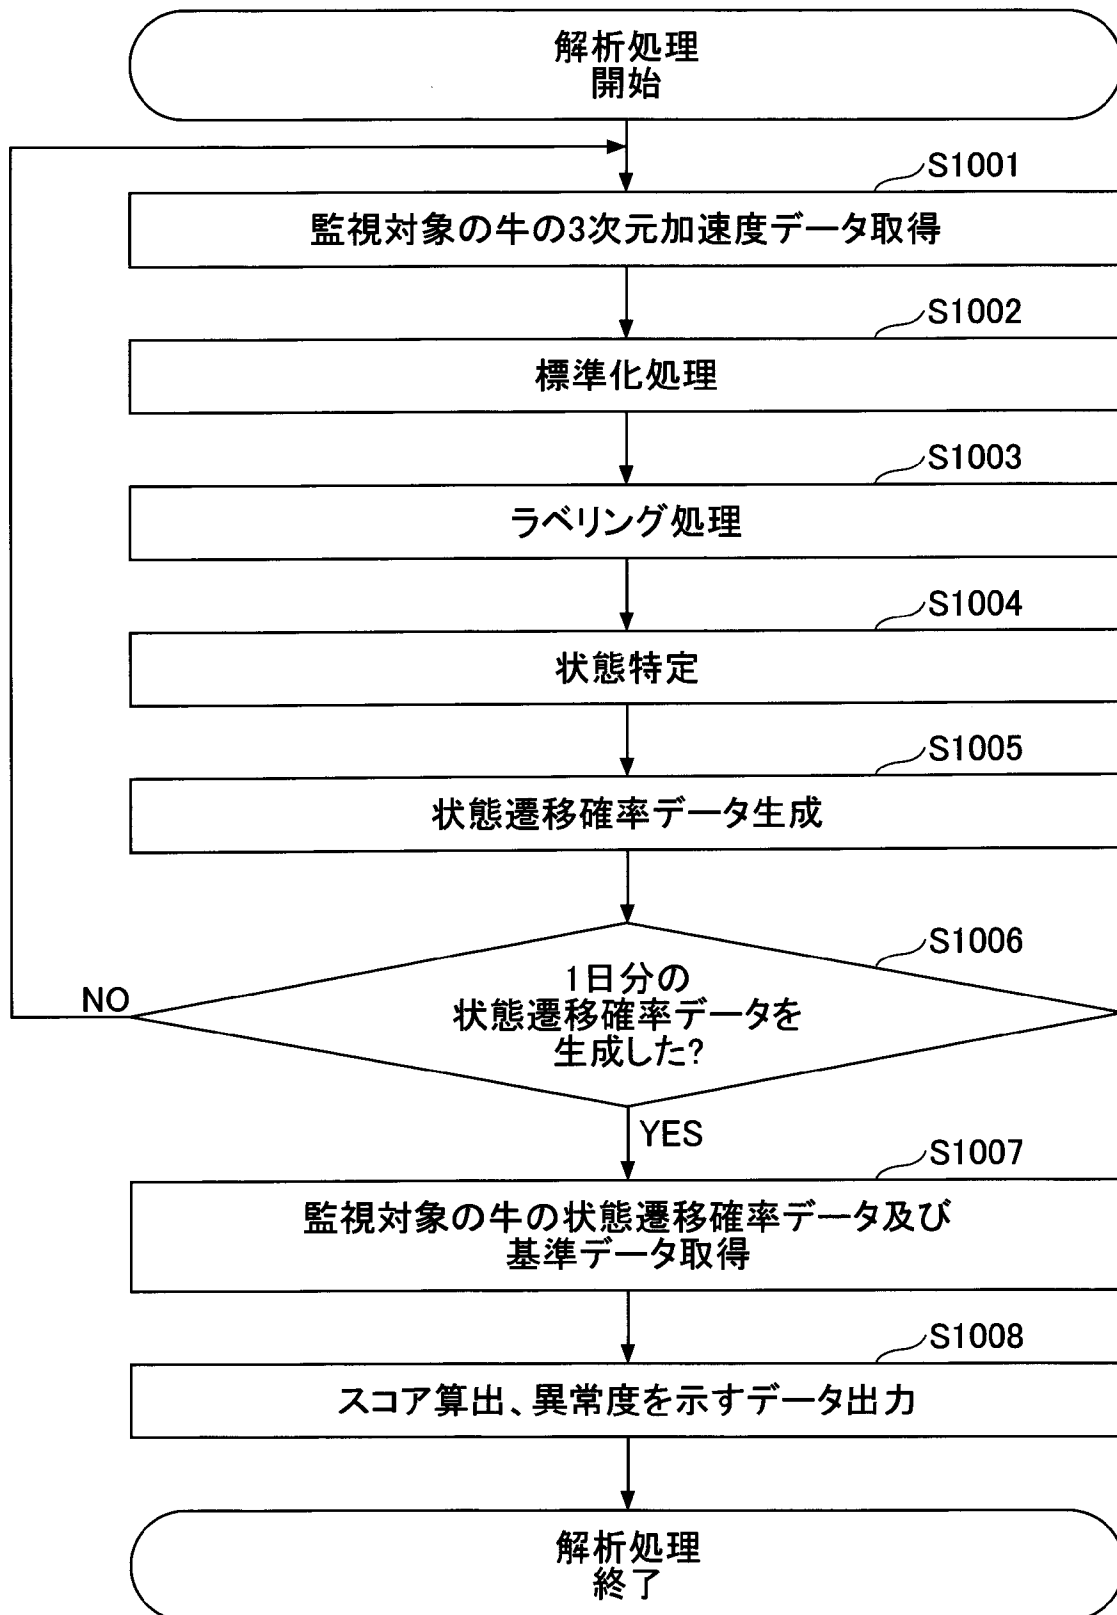 解析処理
開始
S1001
監視対象の牛の3次元加速度データ取得
S1002
標準化処理
S1003
ラベリング処理
S1004
状態特定
S1005
状態遷移確率データ生成
S1006
1日分の
状態遷移確率データを
生成した?
NO
YES
S1007
監視対象の牛の状態遷移確率データ及び
基準データ取得
S1008
スコア算出、異常度を示すデータ出力
解析処理
終了